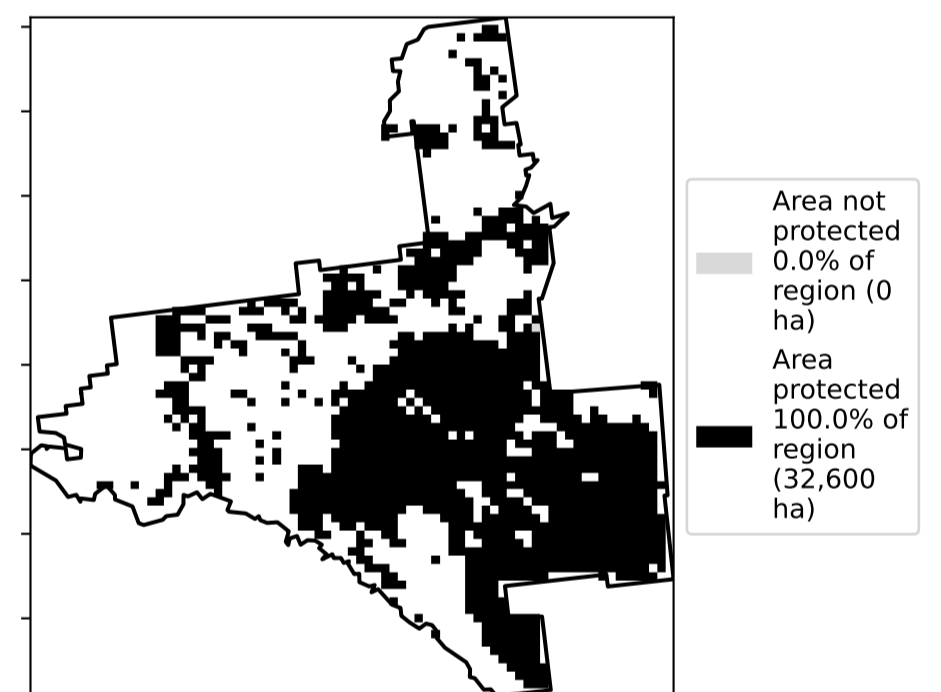 Area not
protected
0.0% of
region (0
ha)
Area
protected
100.0% of
region
(32,600
ha)